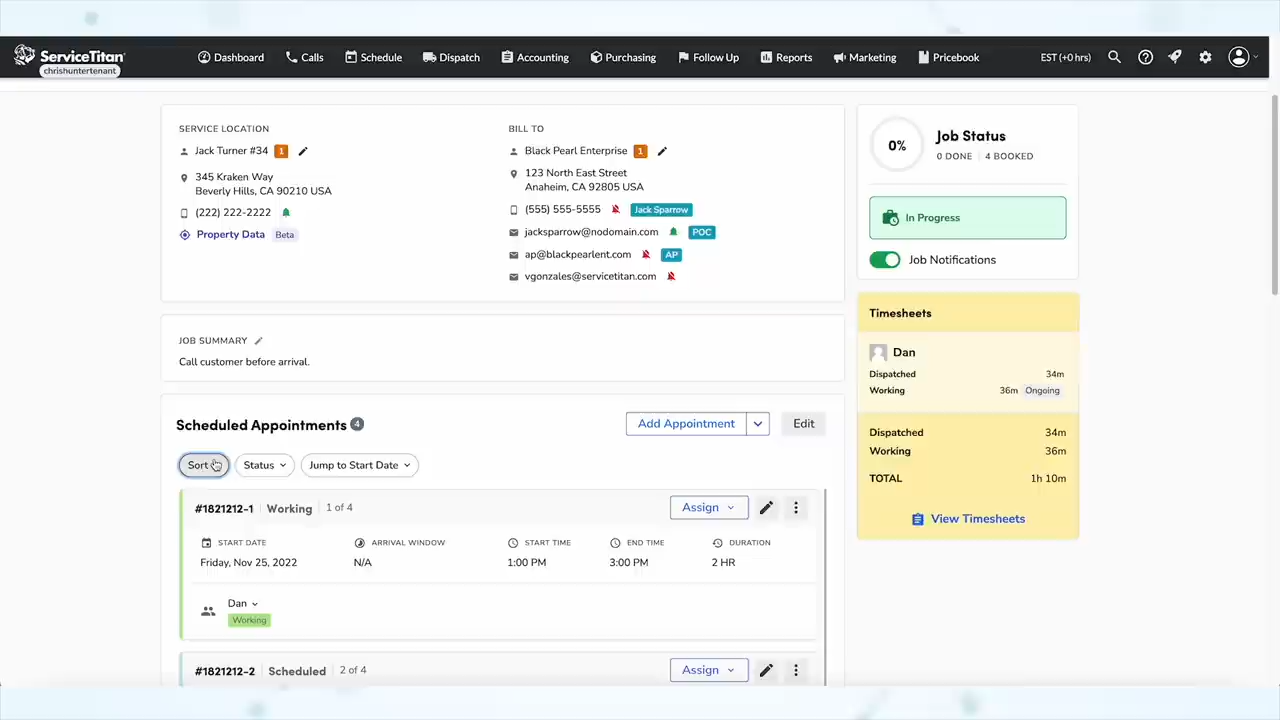 ServiceTitan
chrishuntertenant
Dashboard Calls Schedule Dispatch Accounting Purchasing Follow Up Reports Marketing Pricebook EST (+0 hrs)
SERVICE LOCATION
Jack Turner #34 1
345 Kraken Way
Beverly Hills, CA 90210 USA
(222) 222-2222
Property Data Beta
BILL TO
Black Pearl Enterprise 1
123 North East Street
Anaheim, CA 92805 USA
(555) 555-5555 Jack Sparrow
jacksparrow@nodomain.com POC
ap@blackpearlent.com AP
vgonzales@servicetitan.com
JOB SUMMARY
Call customer before arrival.
Scheduled Appointments 4
Add Appointment Edit
Sort Status Jump to Start Date
#1821212-1 Working 1 of 4 Assign
START DATE ARRIVAL WINDOW START TIME END TIME DURATION
Friday, Nov 25, 2022 N/A 1:00 PM 3:00 PM 2 HR
Dan
Working
#1821212-2 Scheduled 2 of 4 Assign
0%
Job Status
0 DONE 4 BOOKED
In Progress
Job Notifications
Timesheets
Dan
Dispatched 34m
Working 36m Ongoing
Dispatched 34m
Working 36m
TOTAL 1h 10m
View Timesheets